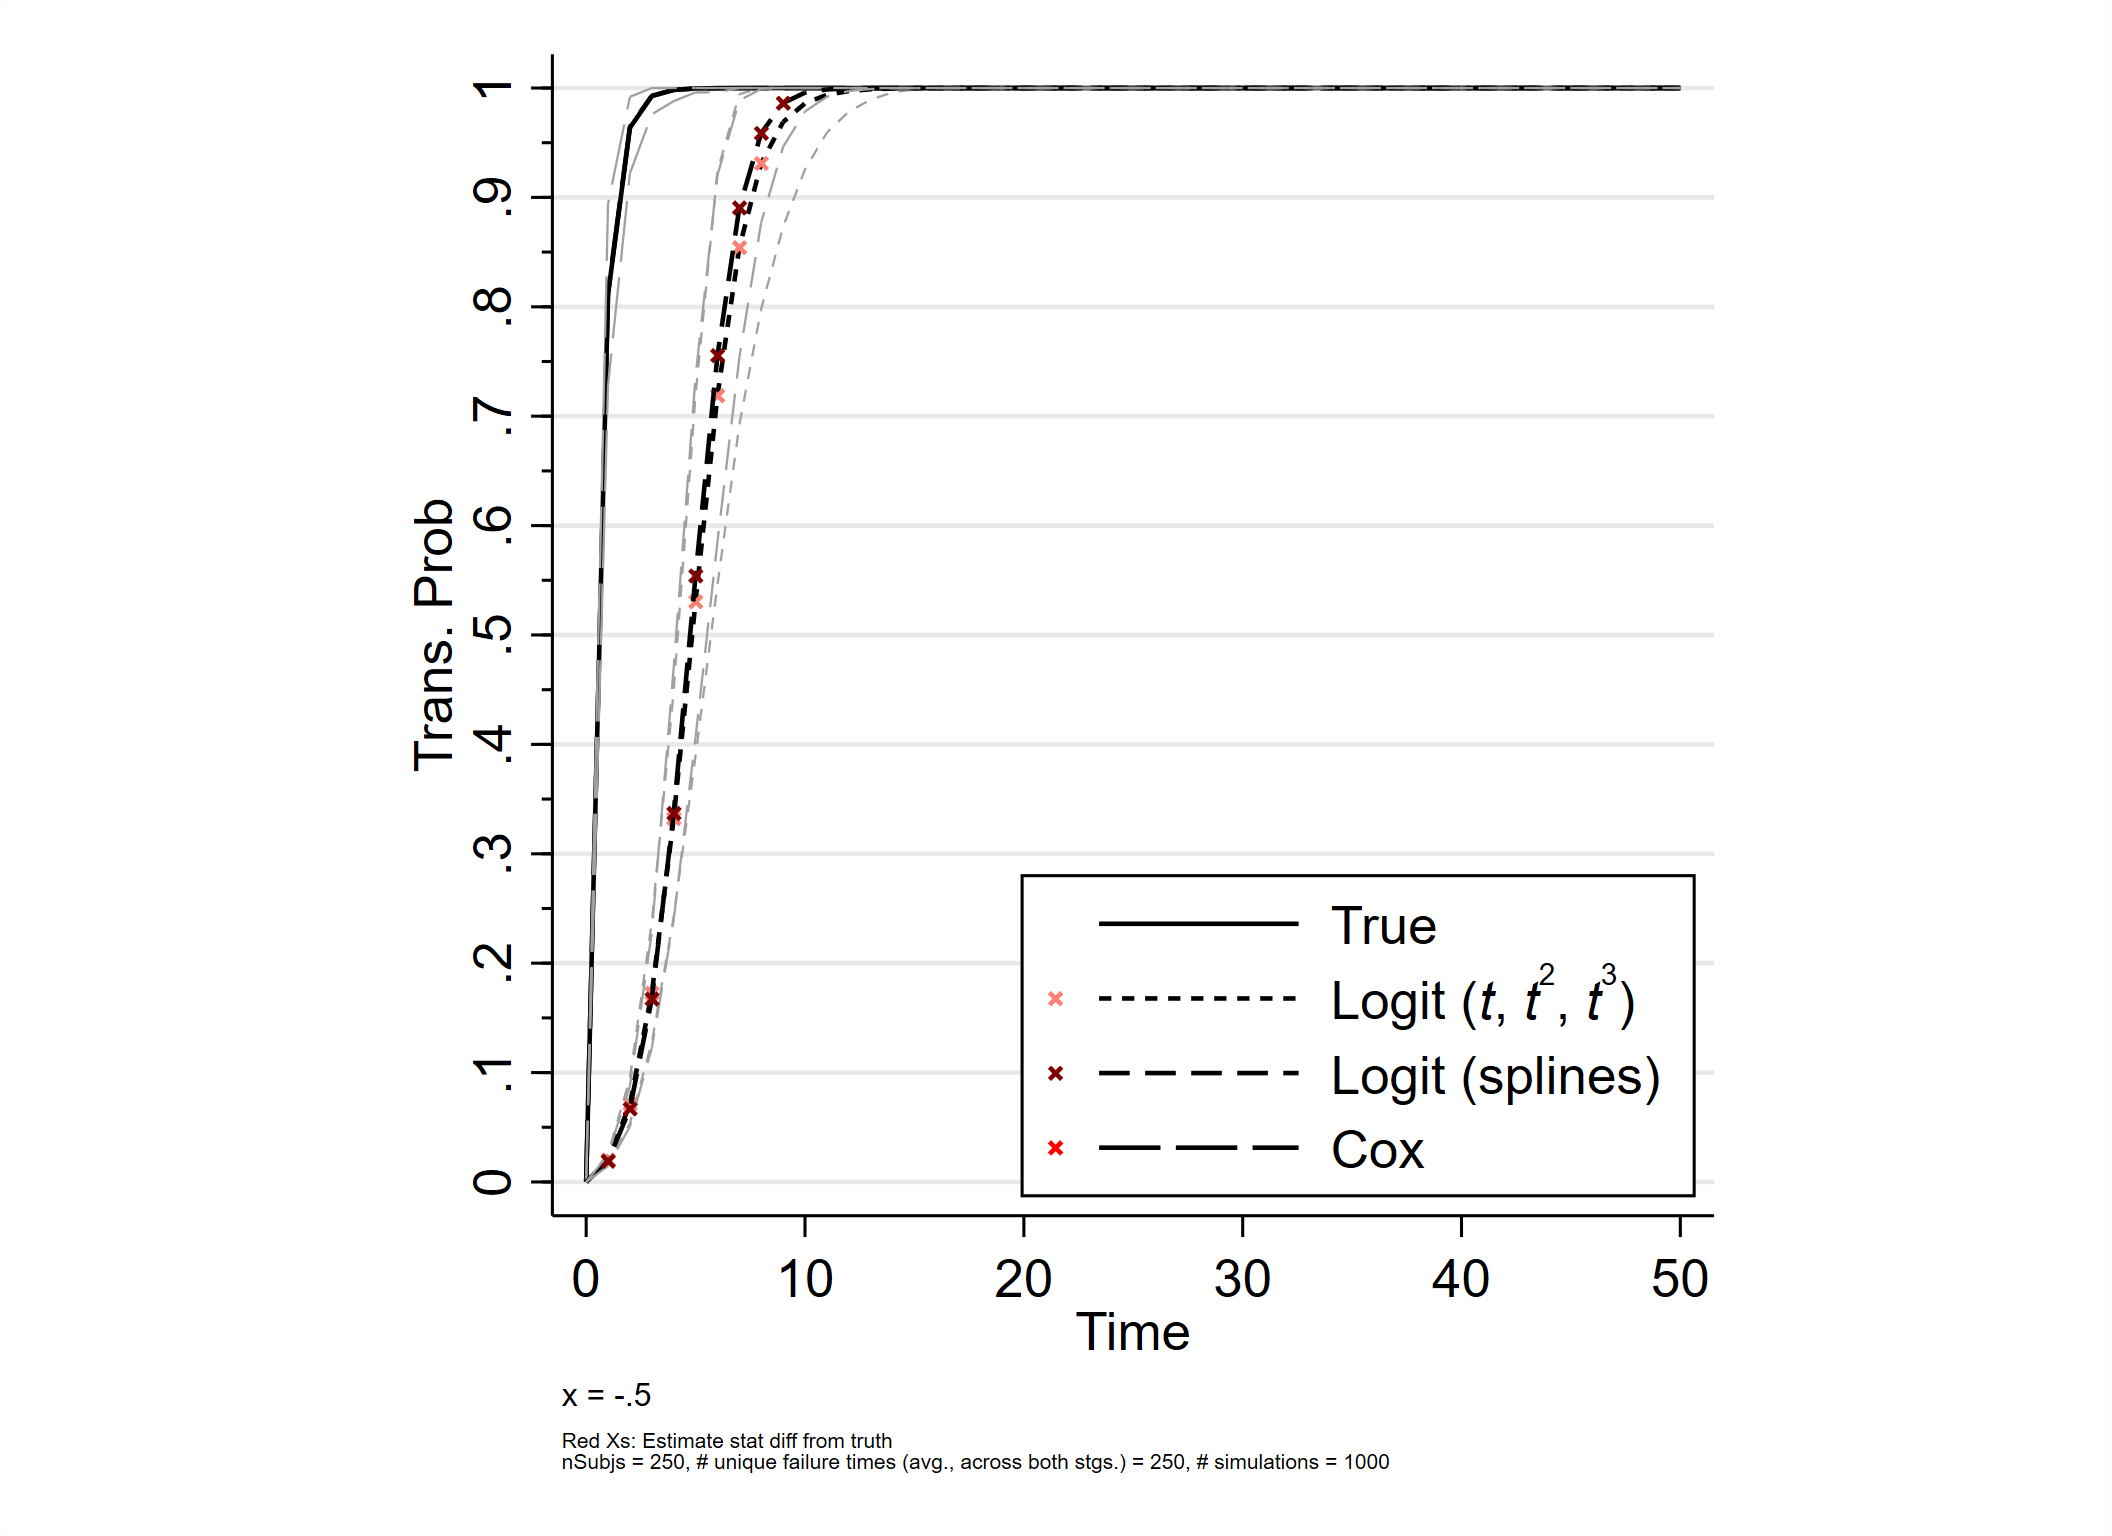 1
.9
.8
.7
.6
.5
.4
.3
.2
.1
0
Trans. Prob
True
Logit (t, t², t³)
Logit (splines)
Cox
0 10 20 30 40 50
Time
x = -.5
Red Xs: Estimate stat diff from truth
nSubjs = 250, # unique failure times (avg., across both stgs.) = 250, # simulations = 1000